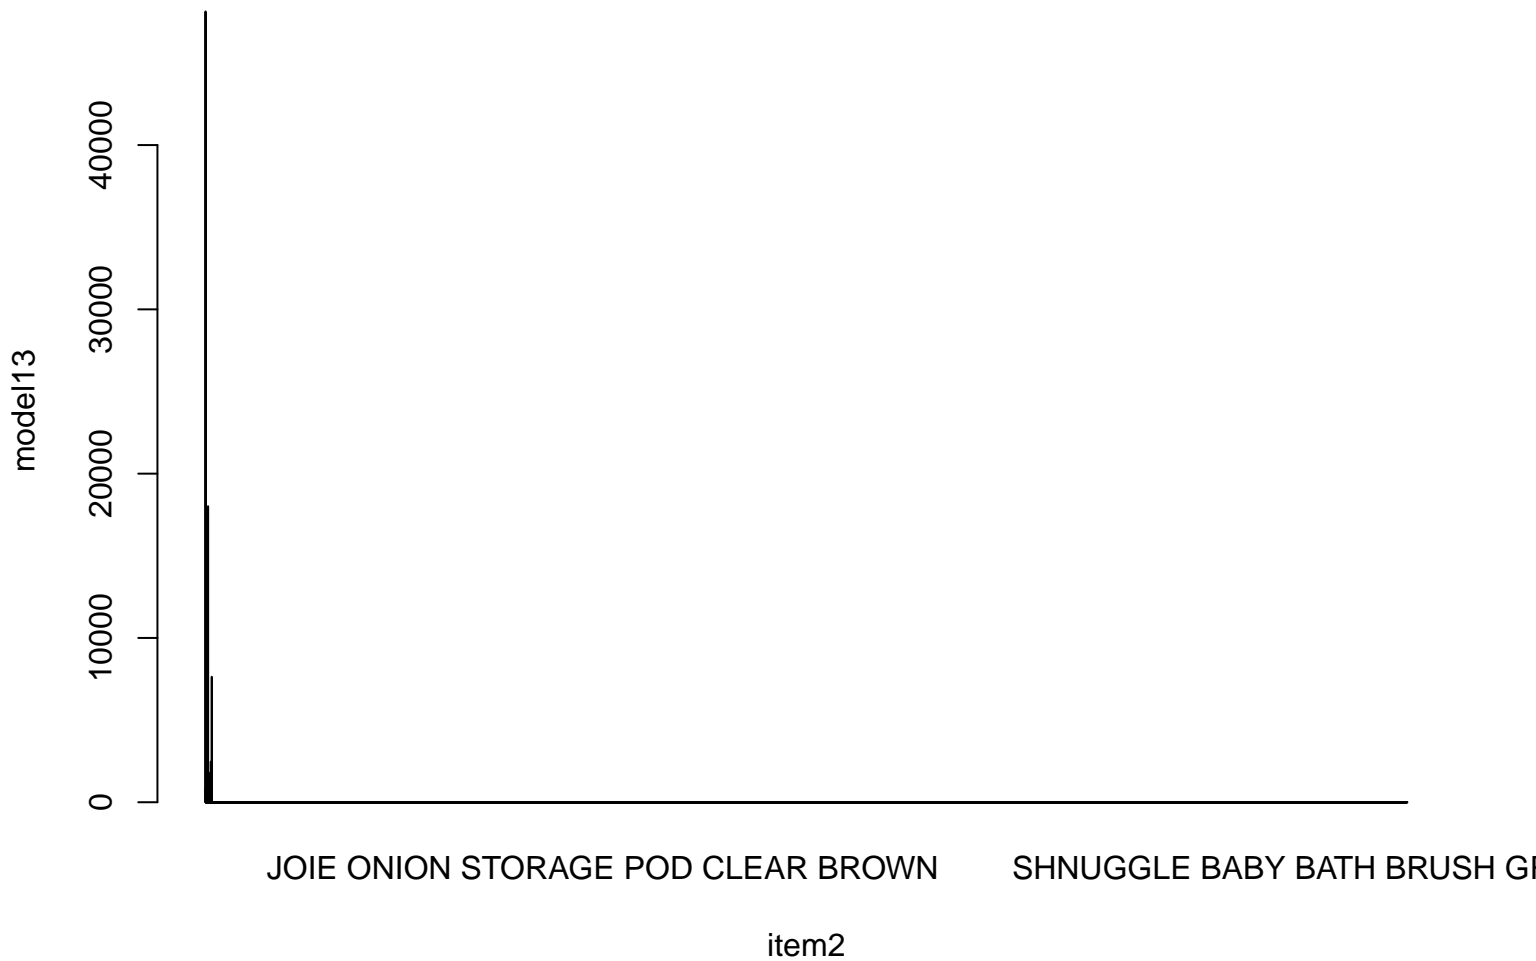 model13
40000
30000
20000
10000
0
JOIE ONION STORAGE POD CLEAR BROWN
SHNUGGLE BABY BATH BRUSH
item2